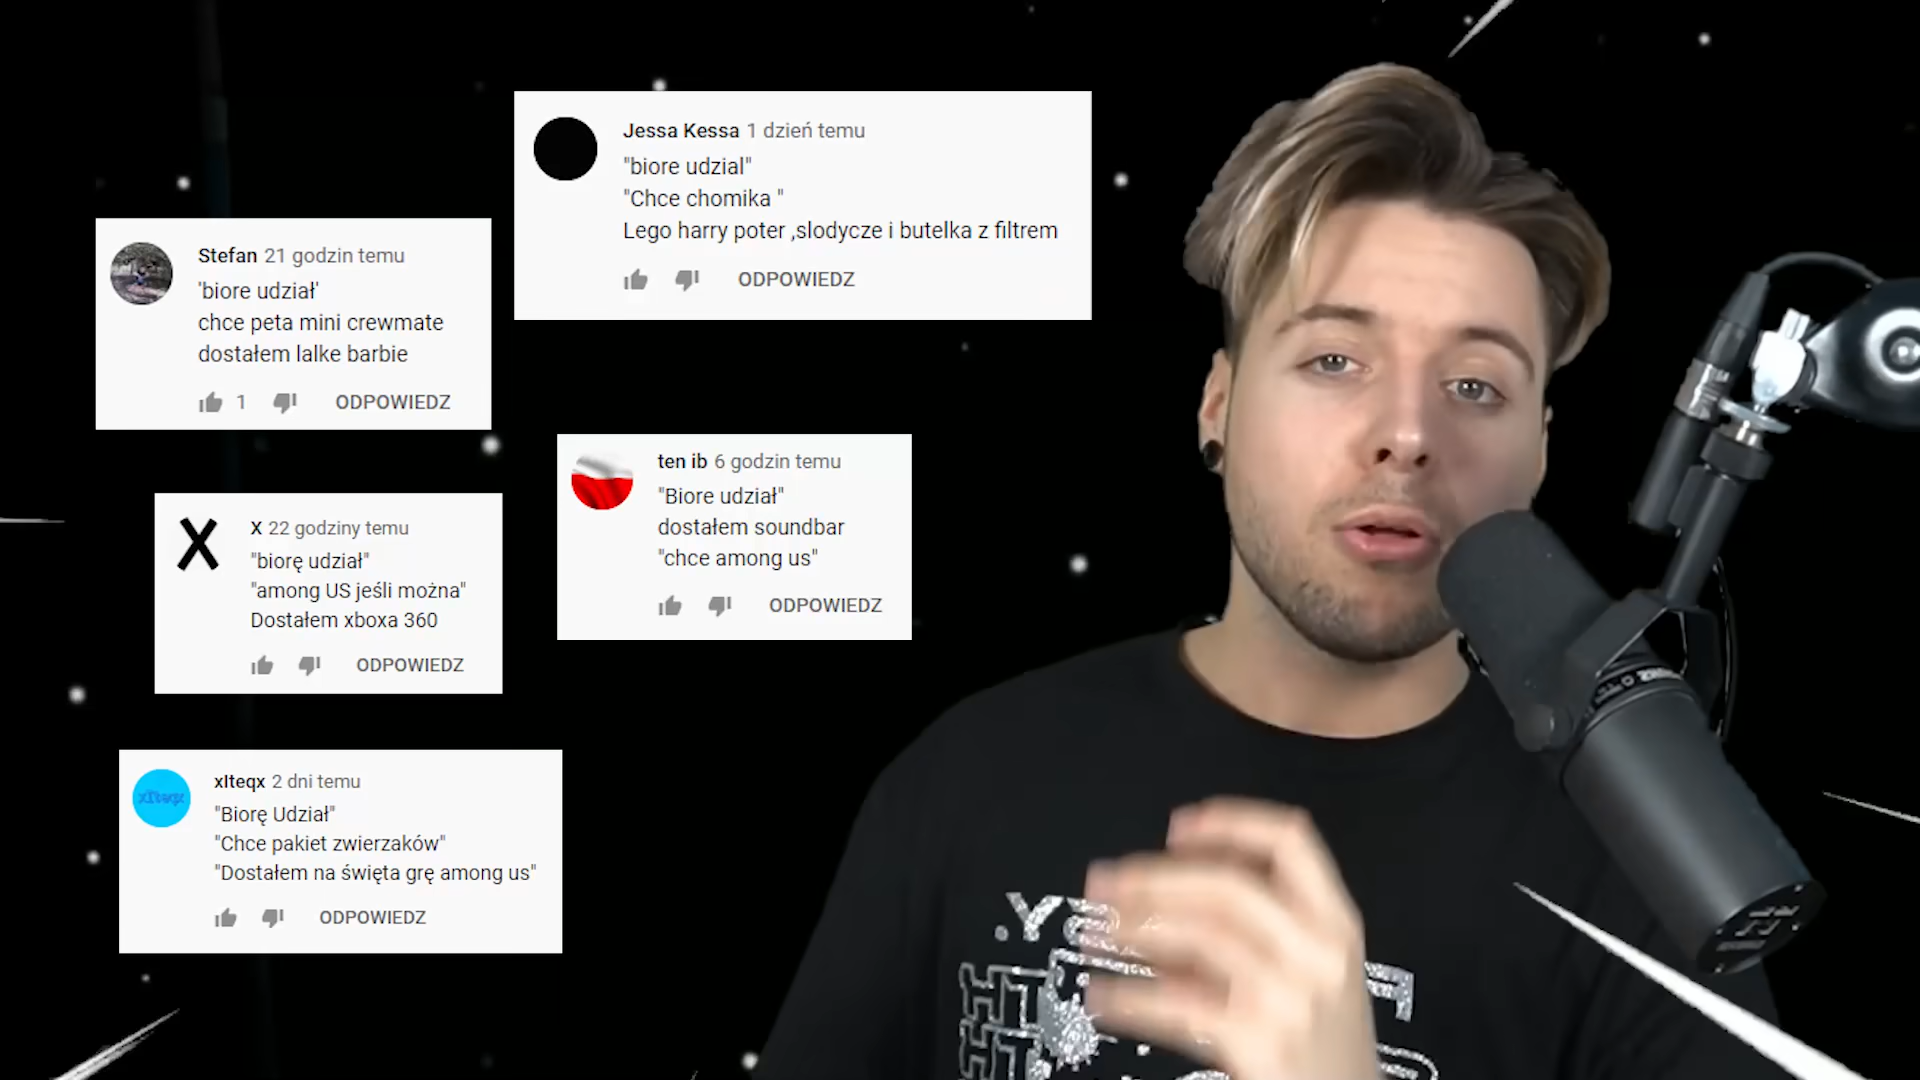 Jessa Kessa 1 dzień temu
"biore udzial"
"Chce chomika "
Lego harry poter ,slodycze i butelka z filtrem
ODPOWIEDZ
Stefan 21 godzin temu
'biore udział'
chce peta mini crewmate
dostałem lalke barbie
1 ODPOWIEDZ
ten ib 6 godzin temu
"Biore udział"
dostałem soundbar
"chce among us"
ODPOWIEDZ
X 22 godziny temu
"biorę udział"
"among US jeśli można"
Dostałem xboxa 360
ODPOWIEDZ
xIteqx 2 dni temu
xIteqx
"Biorę Udział"
"Chce pakiet zwierzaków"
"Dostałem na święta grę among us"
ODPOWIEDZ